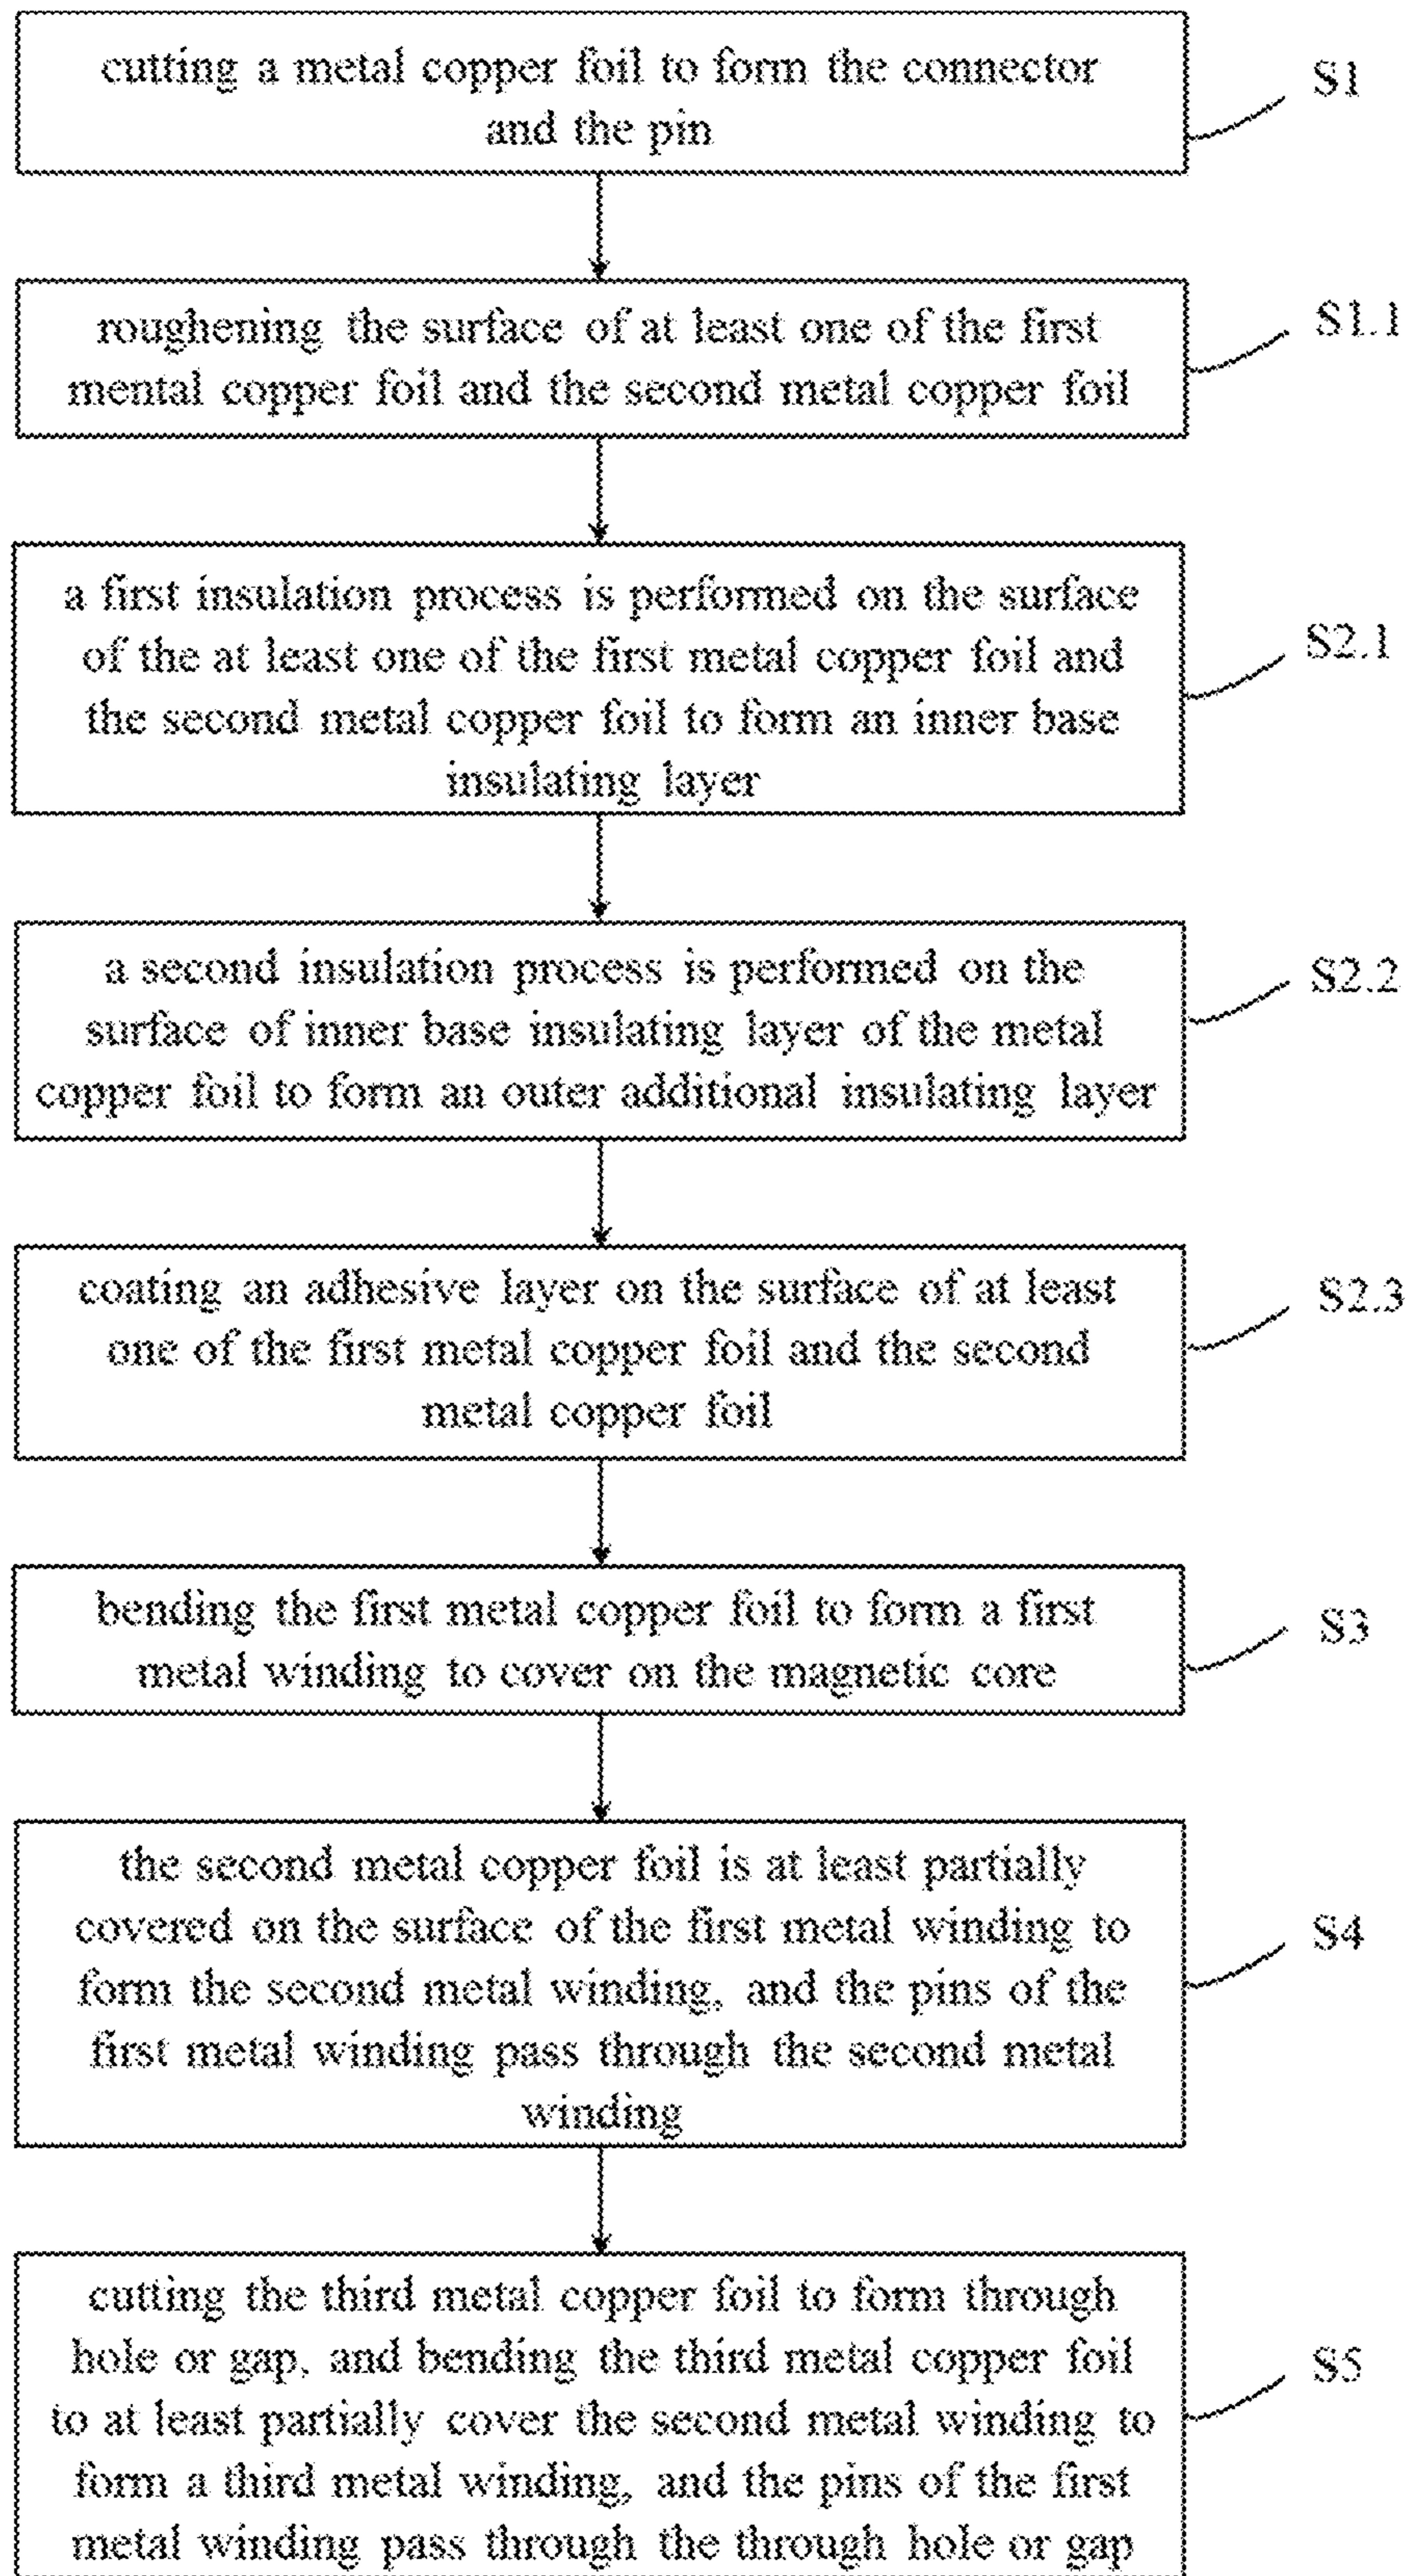 cutting a metal copper foil to form the connector
and the pin
S1
roughening the surface of at least one of the first
mental copper foil and the second metal copper foil
S1.1
a first insulation process is performed on the surface
of the at least one of the first metal copper foil and
the second metal copper foil to form an inner base
insulating layer
S2.1
a second insulation process is performed on the
surface of inner base insulating layer of the metal
copper foil to form an outer additional insulating layer
S2.2
coating an adhesive layer on the surface of at least
one of the first metal copper foil and the second
metal copper foil
S2.3
bending the first metal copper foil to form a first
metal winding to cover on the magnetic core
S3
the second metal copper foil is at least partially
covered on the surface of the first metal winding to
form the second metal winding, and the pins of the
first metal winding pass through the second metal
winding
S4
cutting the third metal copper foil to form through
hole or gap, and bending the third metal copper foil
to at least partially cover the second metal winding to
form a third metal winding, and the pins of the first
metal winding pass through the through hole or gap
S5